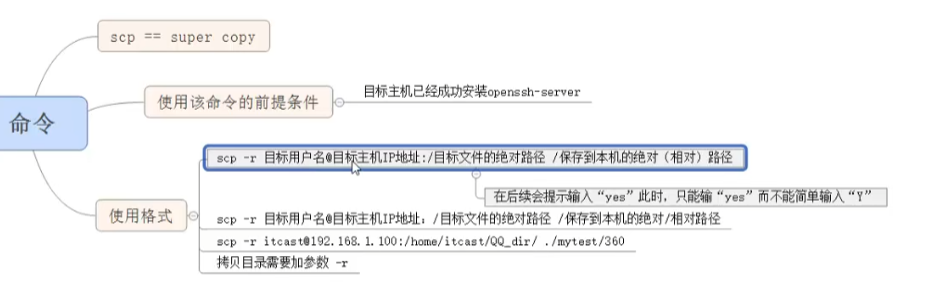 scp == super copy
使用该命令的前提条件
目标主机已经成功安装openssh-server
命令
scp -r 目标用户名@目标主机IP地址:/目标文件的绝对路径 /保存到本机的绝对（相对）路径
在后续会提示输入“yes”此时，只能输“yes”而不能简单输入“Y”
使用格式
scp -r 目标用户名@目标主机IP地址：/目标文件的绝对路径 /保存到本机的绝对/相对路径
scp -r itcast@192.168.1.100:/home/itcast/QQ_dir/ ./mytest/360
拷贝目录需要加参数 -r